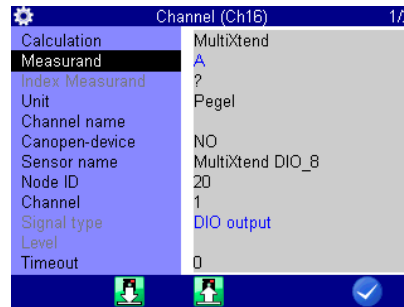 Channel (Ch16) 1/
Calculation MultiXtend
Measurand A
Index Measurand ?
Unit Pegel
Channel name
Canopen-device NO
Sensor name MultiXtend DIO_8
Node ID 20
Channel 1
Signal type DIO output
Level
Timeout 0